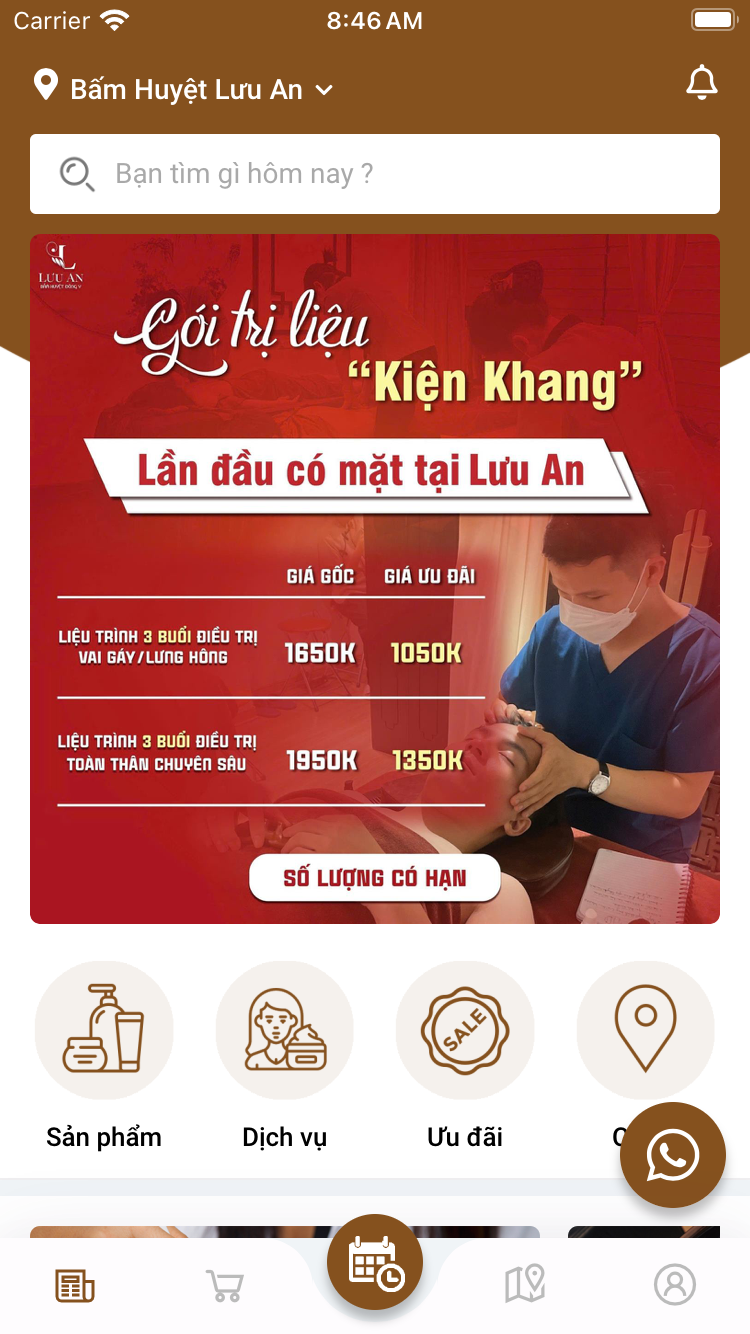 Carrier
8:46 AM
Bấm Huyệt Lưu An
Bạn tìm gì hôm nay ?
LƯU AN
BẤM HUYỆT ĐÔNG Y
Gói trị liệu
“Kiện Khang”
Lần đầu có mặt tại Lưu An
GIÁ GỐC GIÁ ƯU ĐÃI
LIỆU TRÌNH 3 BUỔI ĐIỀU TRỊ
VAI GÁY/LƯNG HÔNG
1650K 1050K
LIỆU TRÌNH 3 BUỔI ĐIỀU TRỊ
TOÀN THÂN CHUYÊN SÂU
1950K 1350K
SỐ LƯỢNG CÓ HẠN
SALE
Sản phẩm Dịch vụ Ưu đãi